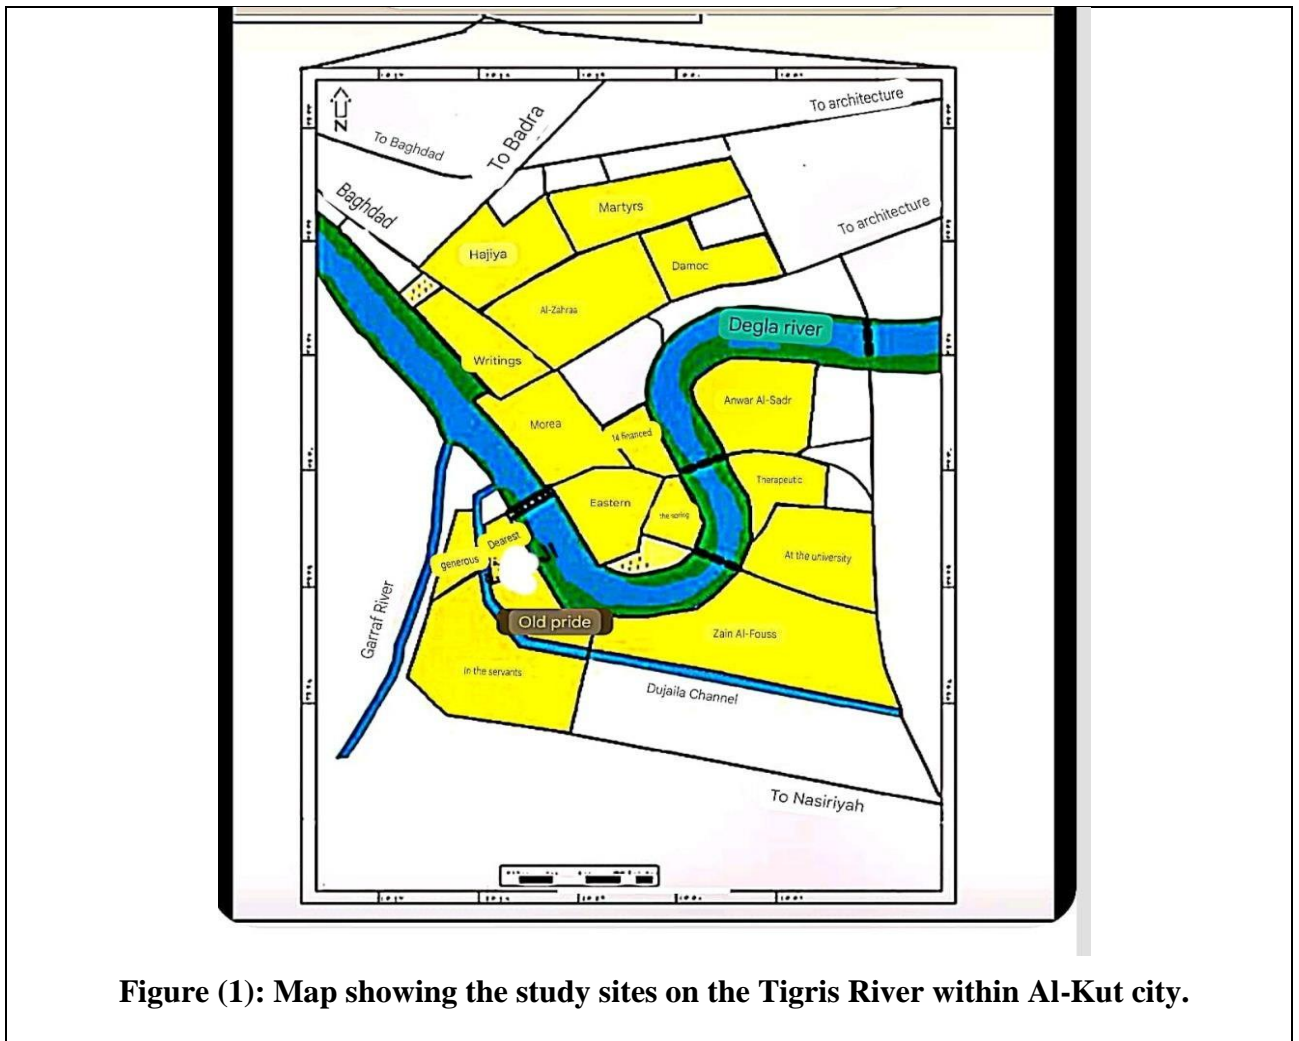 To architecture
To Badra
N
To Baghdad
Baghdad
Martyrs
To architecture
Hajiya
Damoc
Al-Zahraa
Degla river
Writings
Anwar Al-Sadr
Morea
14 financed
Therapeutic
Eastern
the spring
Dearest
At the university
generous
Garraf River
Old pride
Zain Al-Fouss
In the servants
Dujaila Channel
To Nasiriyah
Figure (1): Map showing the study sites on the Tigris River within Al-Kut city.